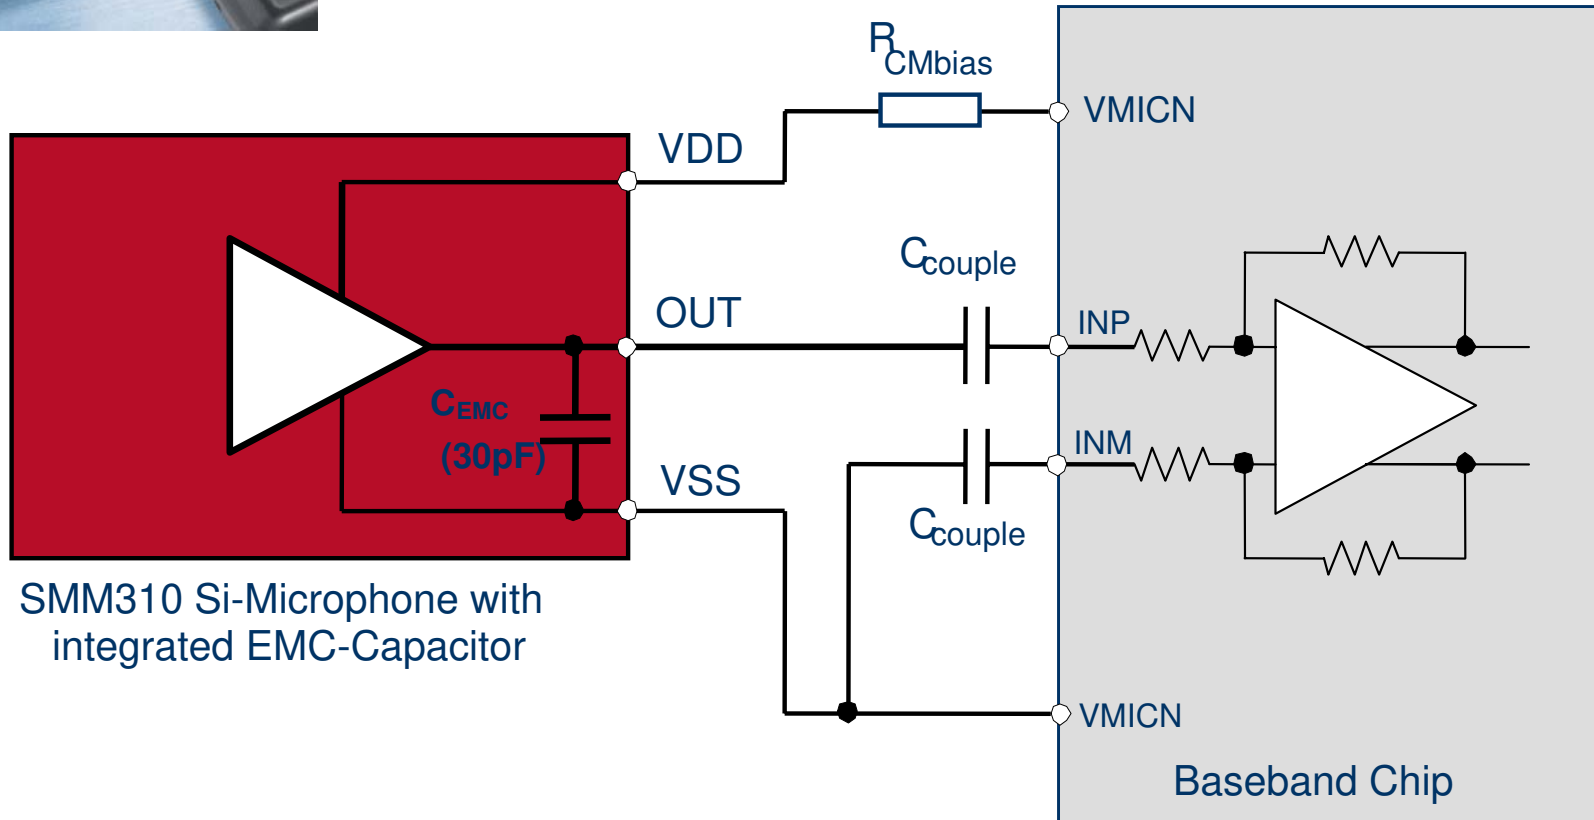 RCMbias
VMICN
VDD
Ccouple
OUT
INP
CEMC
(30pF)
INM
VSS
Ccouple
SMM310 Si-Microphone with
integrated EMC-Capacitor
VMICN
Baseband Chip